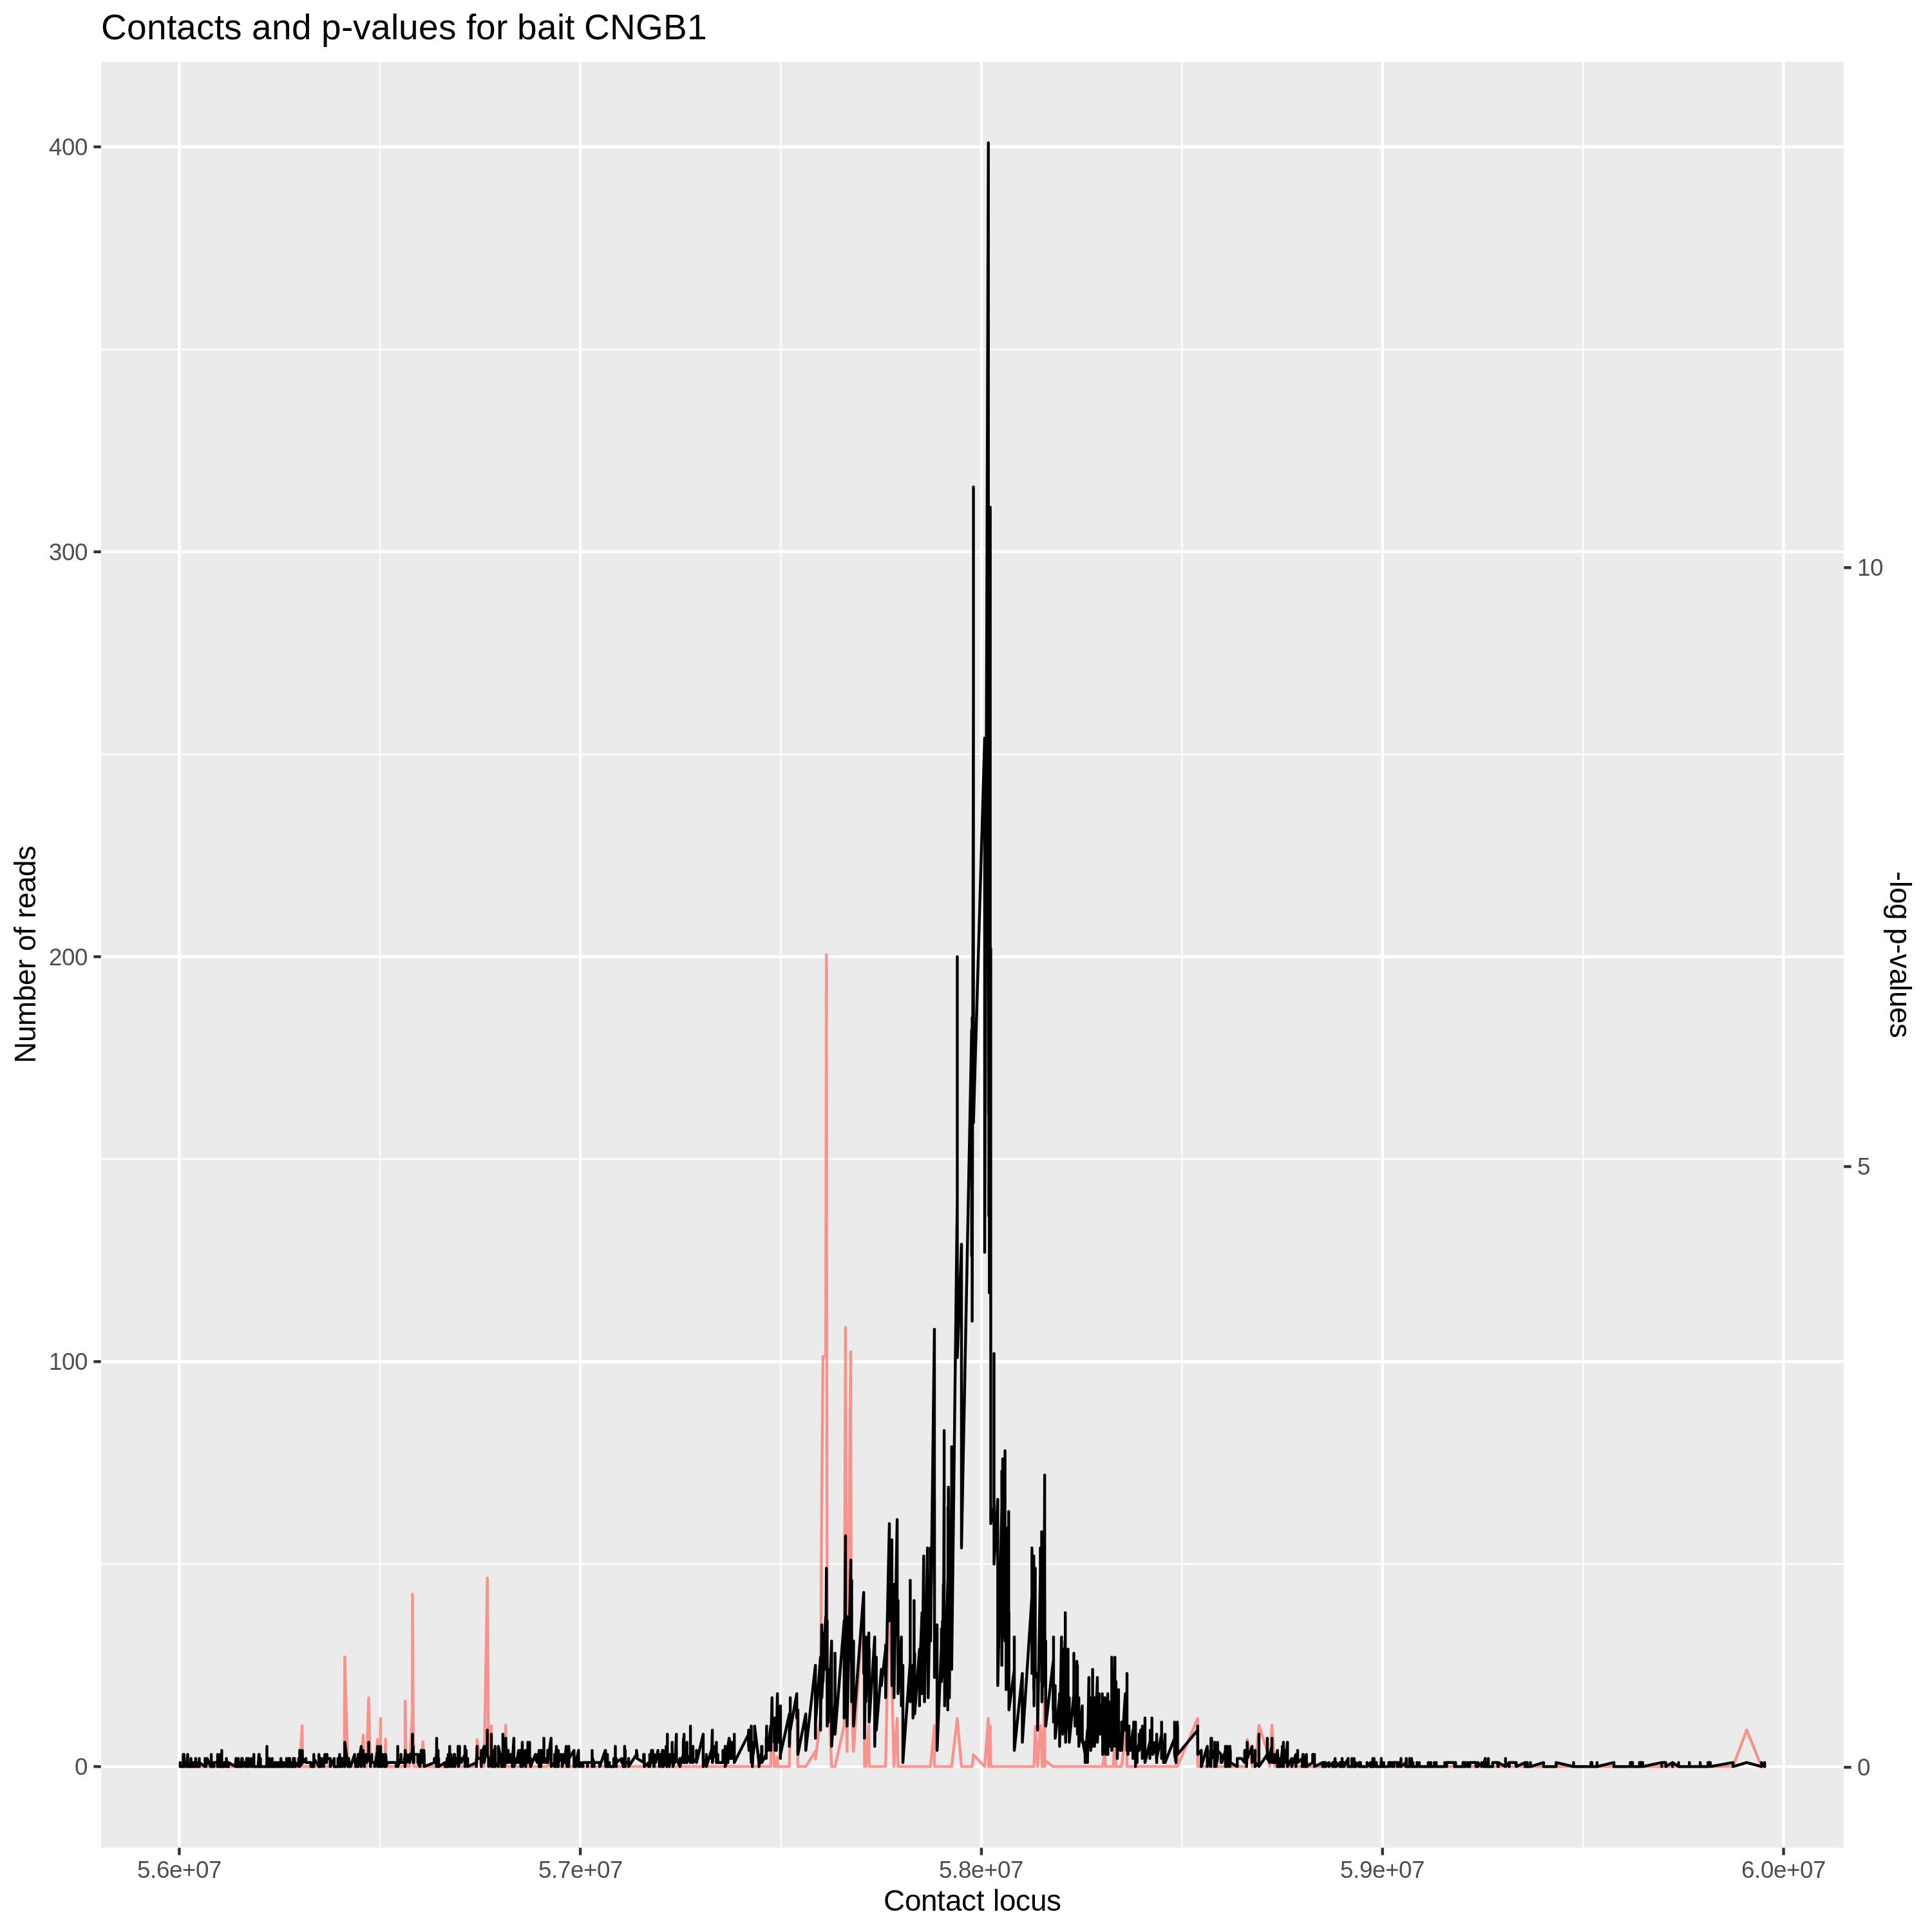 Contacts and p-values for bait CNGB1
400
300
200
100
0
Number of reads
10
5
0
-log p-values
5.6e+07
5.7e+07
5.8e+07
5.9e+07
6.0e+07
Contact locus